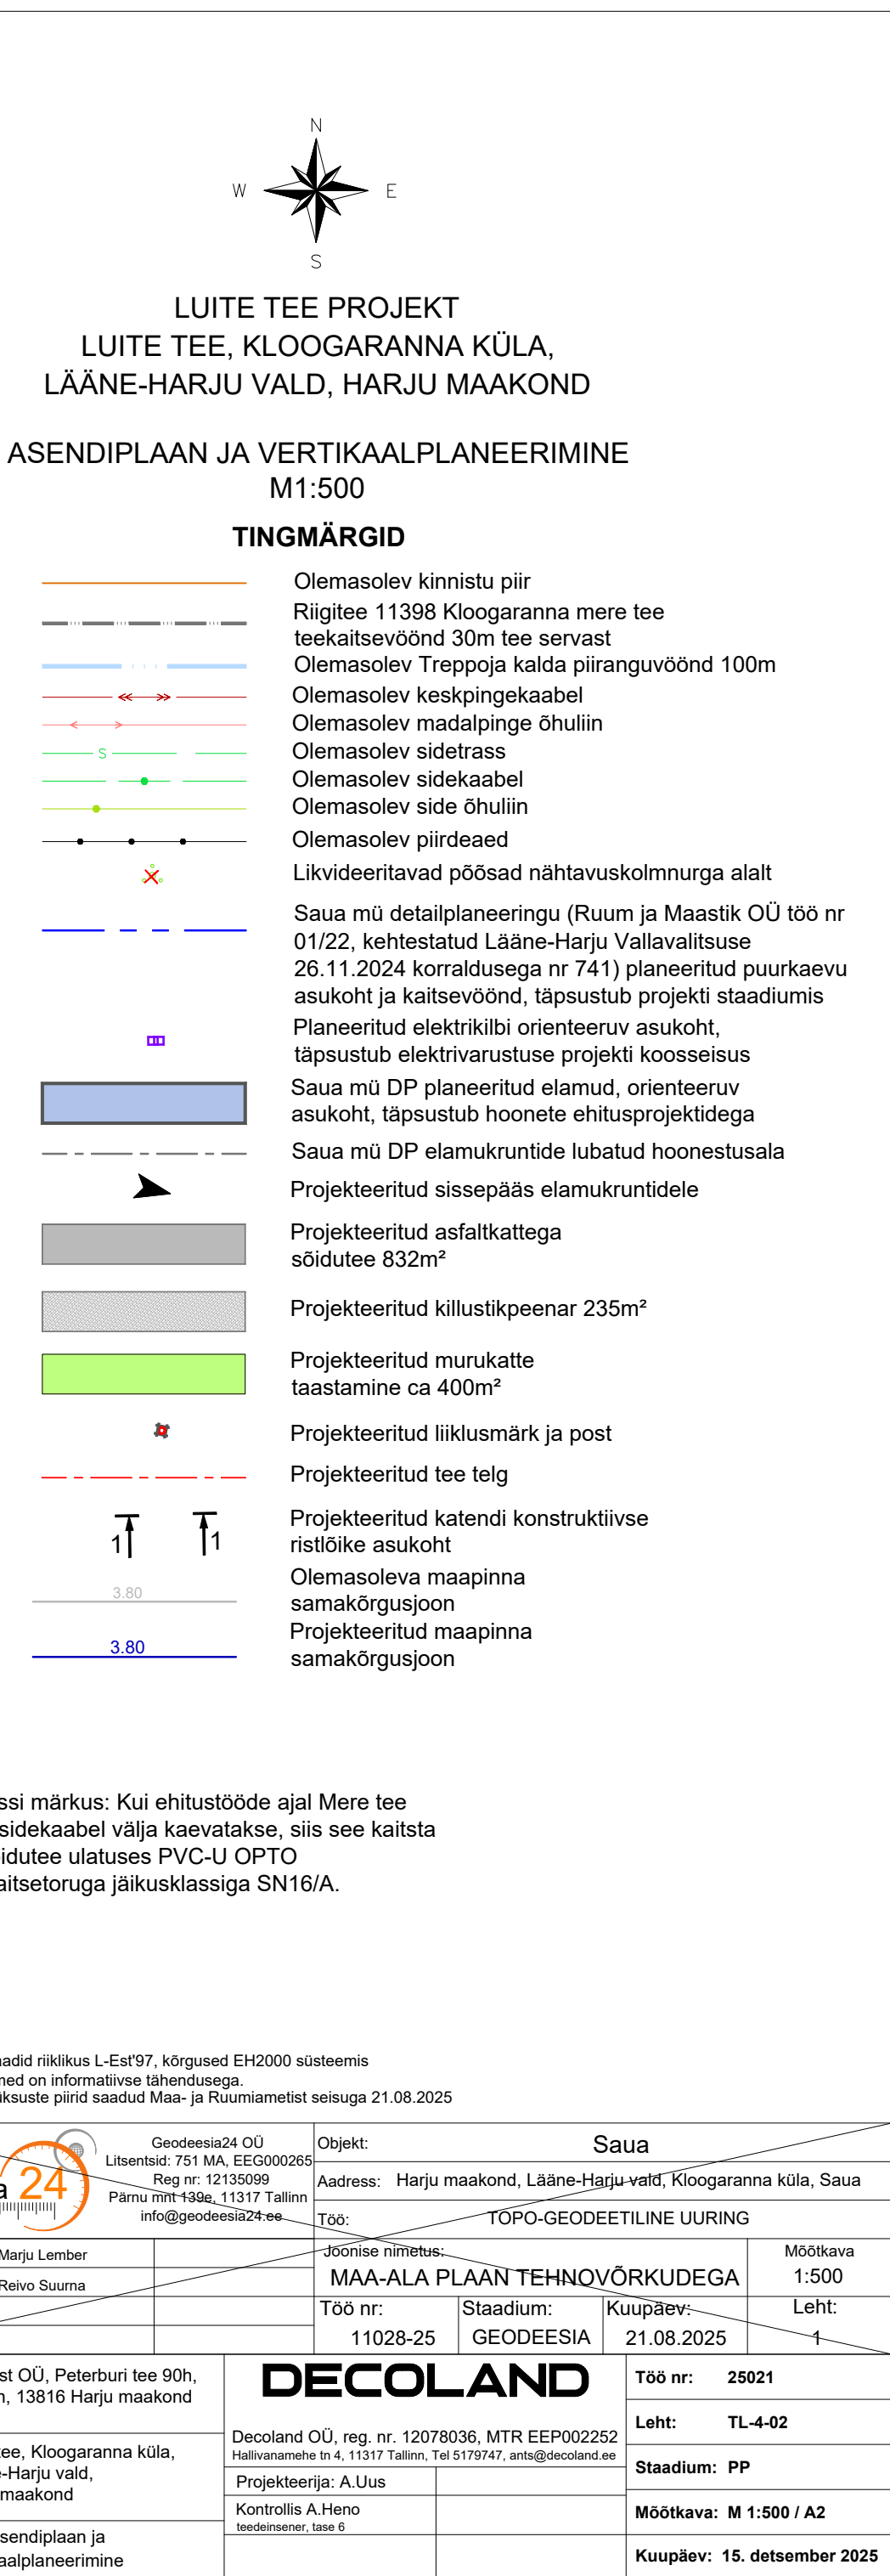 N
W
E
S
LUITE TEE PROJEKT
LUITE TEE, KLOOGARANNA KÜLA,
LÄÄNE-HARJU VALD, HARJU MAAKOND
ASENDIPLAAN JA VERTIKAALPLANEERIMINE
M1:500
TINGMÄRGID
Olemasolev kinnistu piir
Riigitee 11398 Kloogaranna mere tee
teekaitsevöönd 30m tee servast
Olemasolev Treppoja kalda piiranguvöönd 100m
Olemasolev keskpingekaabel
Olemasolev madalpinge õhuliin
S
Olemasolev sidetrass
Olemasolev sidekaabel
Olemasolev side õhuliin
Olemasolev piirdeaed
Likvideeritavad põõsad nähtavuskolmnurga alalt
Saua mü detailplaneeringu (Ruum ja Maastik OÜ töö nr
01/22, kehtestatud Lääne-Harju Vallavalitsuse
26.11.2024 korraldusega nr 741) planeeritud puurkaevu
asukoht ja kaitsevöönd, täpsustub projekti staadiumis
Planeeritud elektrikilbi orienteeruv asukoht,
täpsustub elektrivarustuse projekti koosseisus
Saua mü DP planeeritud elamud, orienteeruv
asukoht, täpsustub hoonete ehitusprojektidega
Saua mü DP elamukruntide lubatud hoonestusala
Projekteeritud sissepääs elamukruntidele
Projekteeritud asfaltkattega
sõidutee 832m²
Projekteeritud killustikpeenar 235m²
Projekteeritud murukatte
taastamine ca 400m²
Projekteeritud liiklusmärk ja post
Projekteeritud tee telg
1 1
Projekteeritud katendi konstruktiivse
ristlõike asukoht
3.80
Olemasoleva maapinna
samakõrgusjoon
3.80
Projekteeritud maapinna
samakõrgusjoon
ssi märkus: Kui ehitustööde ajal Mere tee
sidekaabel välja kaevatakse, siis see kaitsta
idutee ulatuses PVC-U OPTO
aitsetoruga jäikusklassiga SN16/A.
aadid riiklikus L-Est'97, kõrgused EH2000 süsteemis
med on informatiivse tähendusega.
üksuste piirid saadud Maa- ja Ruumiametist seisuga 21.08.2025
a 24
Geodeesia24 OÜ
Litsentsid: 751 MA, EEG000265
Reg nr: 12135099
Pärnu mnt 139e, 11317 Tallinn
info@geodeesia24.ee
Objekt: Saua
Aadress: Harju maakond, Lääne-Harju vald, Kloogaranna küla, Saua
Töö: TOPO-GEODEETILINE UURING
Marju Lember
Reivo Suurna
Joonise nimetus:
MAA-ALA PLAAN TEHNOVÕRKUDEGA
Mõõtkava
1:500
Töö nr:
11028-25
Staadium:
GEODEESIA
Kuupäev:
21.08.2025
Leht:
1
st OÜ, Peterburi tee 90h,
n, 13816 Harju maakond
tee, Kloogaranna küla,
e-Harju vald,
maakond
sendiplaan ja
aalplaneerimine
DECOLAND
Decoland OÜ, reg. nr. 12078036, MTR EEP002252
Hallivanamehe tn 4, 11317 Tallinn, Tel 5179747, ants@decoland.ee
Projekteerija: A.Uus
Kontrollis A.Heno
teedeinsener, tase 6
Töö nr: 25021
Leht: TL-4-02
Staadium: PP
Mõõtkava: M 1:500 / A2
Kuupäev: 15. detsember 2025